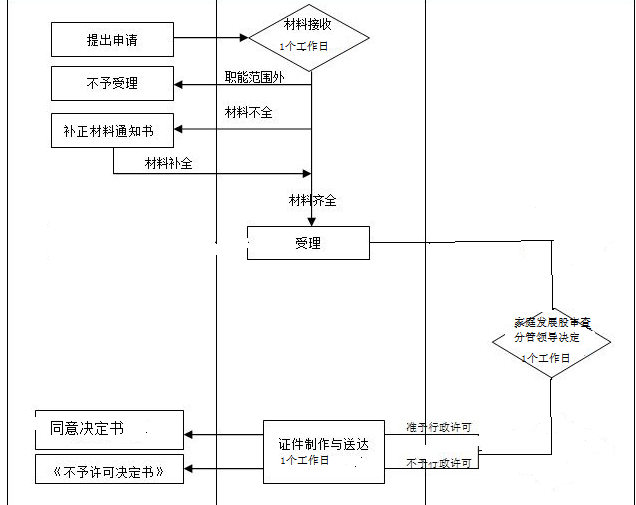 提出申请
材料接收
1个工作日
不予受理
职能范围外
材料不全
补正材料通知书
材料补全
材料齐全
受理
家庭发展股审查
分管领导决定
1个工作日
同意决定书
准予行政许可
证件制作与送达
1个工作日
不予行政许可
《不予许可决定书》